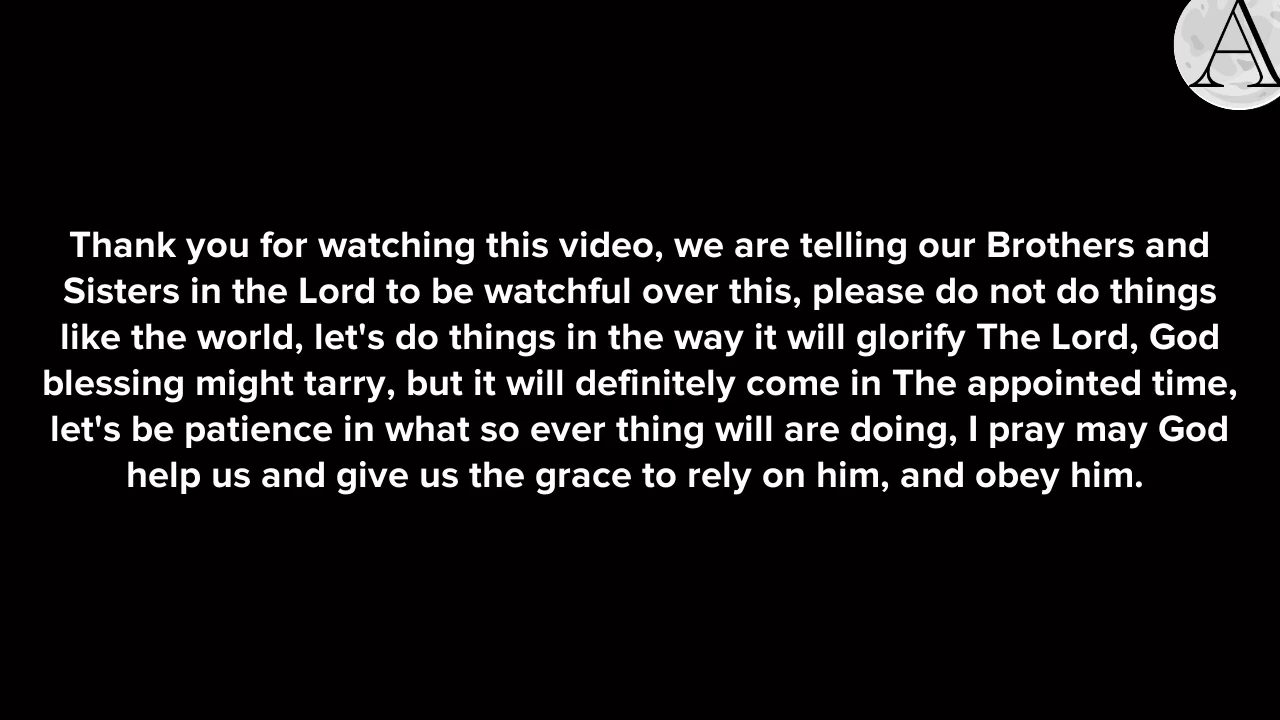 A
Thank you for watching this video, we are telling our Brothers and
Sisters in the Lord to be watchful over this, please do not do things
like the world, let's do things in the way it will glorify The Lord, God
blessing might tarry, but it will definitely come in The appointed time,
let's be patience in what so ever thing will are doing, I pray may God
help us and give us the grace to rely on him, and obey him.